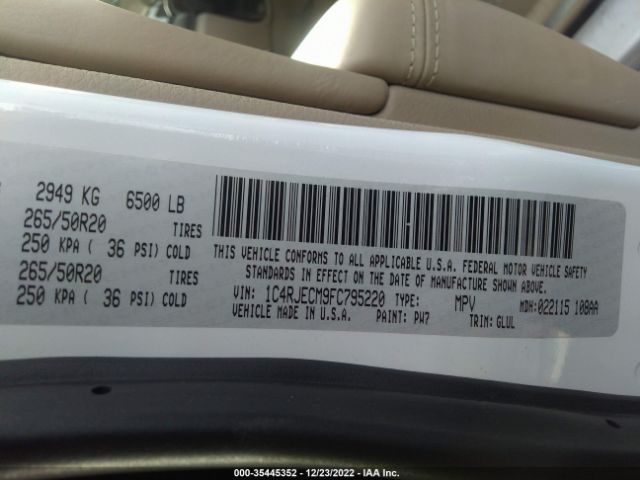 2949 KG 6500 LB
265/50R20 TIRES
250 KPA ( 36 PSI) COLD
265/50R20 TIRES
250 KPA ( 36 PSI) COLD
THIS VEHICLE CONFORMS TO ALL APPLICABLE U.S.A. FEDERAL MOTOR VEHICLE SAFETY
STANDARDS IN EFFECT ON THE DATE OF MANUFACTURE SHOWN ABOVE.
VIN: 1C4RJECM9FC795220 TYPE: MPV MDH:022115 108AA
VEHICLE MADE IN U.S.A. PAINT: PW7 TRIM: GLUL
000-35445352 - 12/23/2022 - IAA Inc.